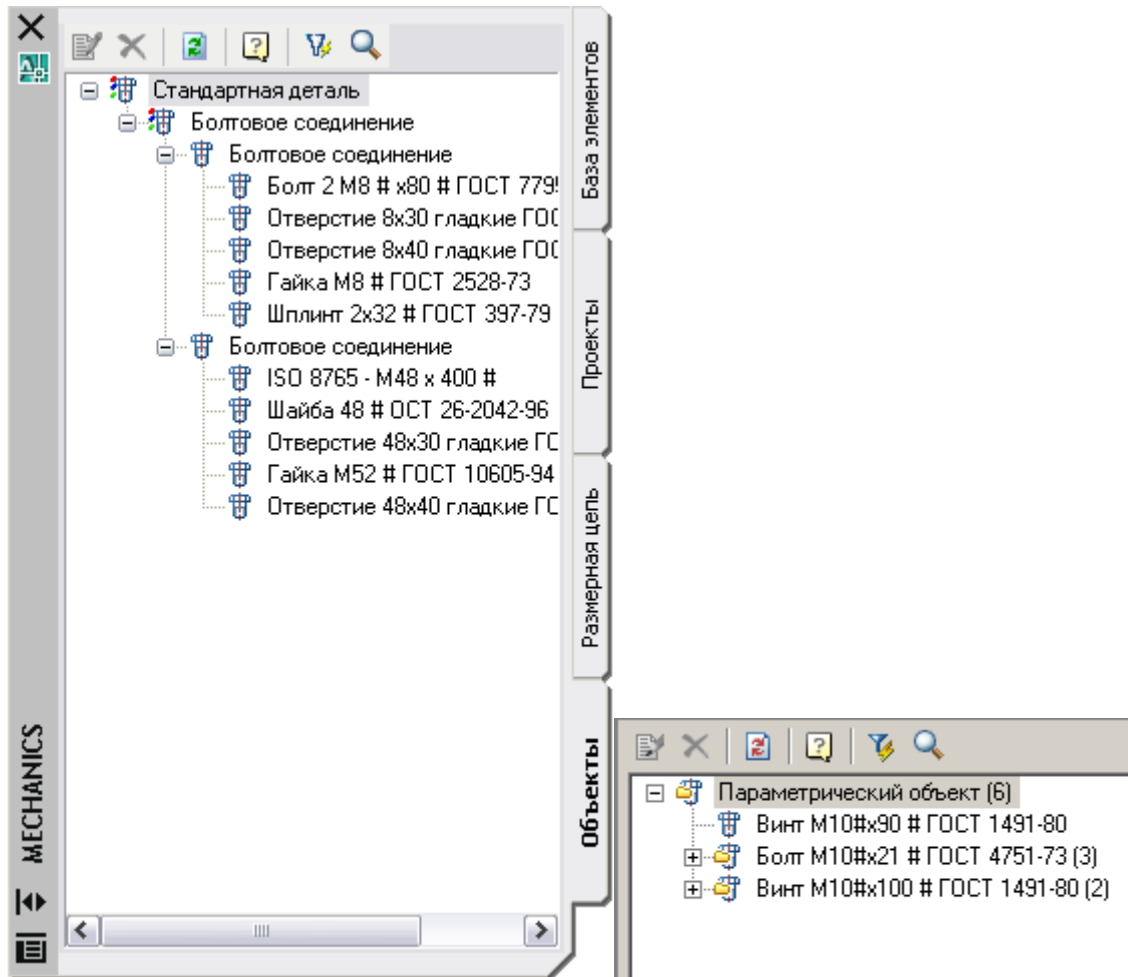 Стандартная деталь
Болтовое соединение
Болтовое соединение
Болт 2 М8 # х80 # ГОСТ 779
Отверстие 8х30 гладкие ГО
Отверстие 8х40 гладкие ГО
Гайка М8 # ГОСТ 2528-73
Шплинт 2х32 # ГОСТ 397-79
Болтовое соединение
ISO 8765 - M48 x 400 #
Шайба 48 # ОСТ 26-2042-96
Отверстие 48х30 гладкие ГС
Гайка М52 # ГОСТ 10605-94
Отверстие 48х40 гладкие ГС
База элементов
Проекты
Размерная цепь
Объекты
MECHANICS
Параметрический объект (6)
Винт М10#х90 # ГОСТ 1491-80
Болт М10#х21 # ГОСТ 4751-73 (3)
Винт М10#х100 # ГОСТ 1491-80 (2)